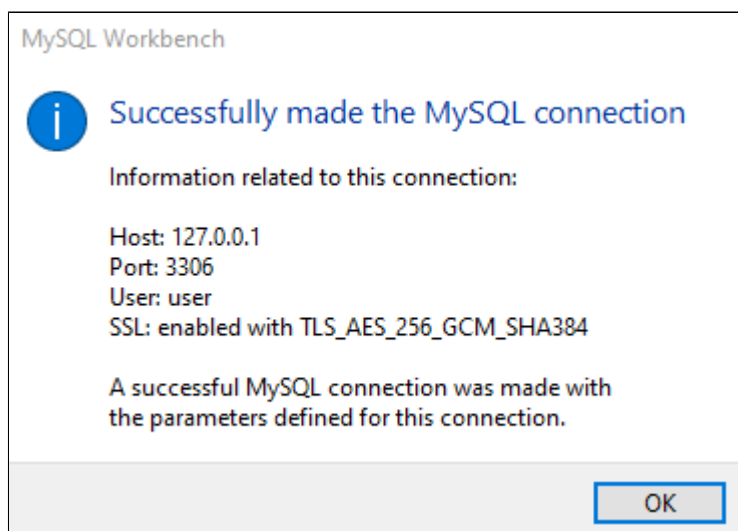 MySQL Workbench
Successfully made the MySQL connection
Information related to this connection:
Host: 127.0.0.1
Port: 3306
User: user
SSL: enabled with TLS_AES_256_GCM_SHA384
A successful MySQL connection was made with
the parameters defined for this connection.
OK